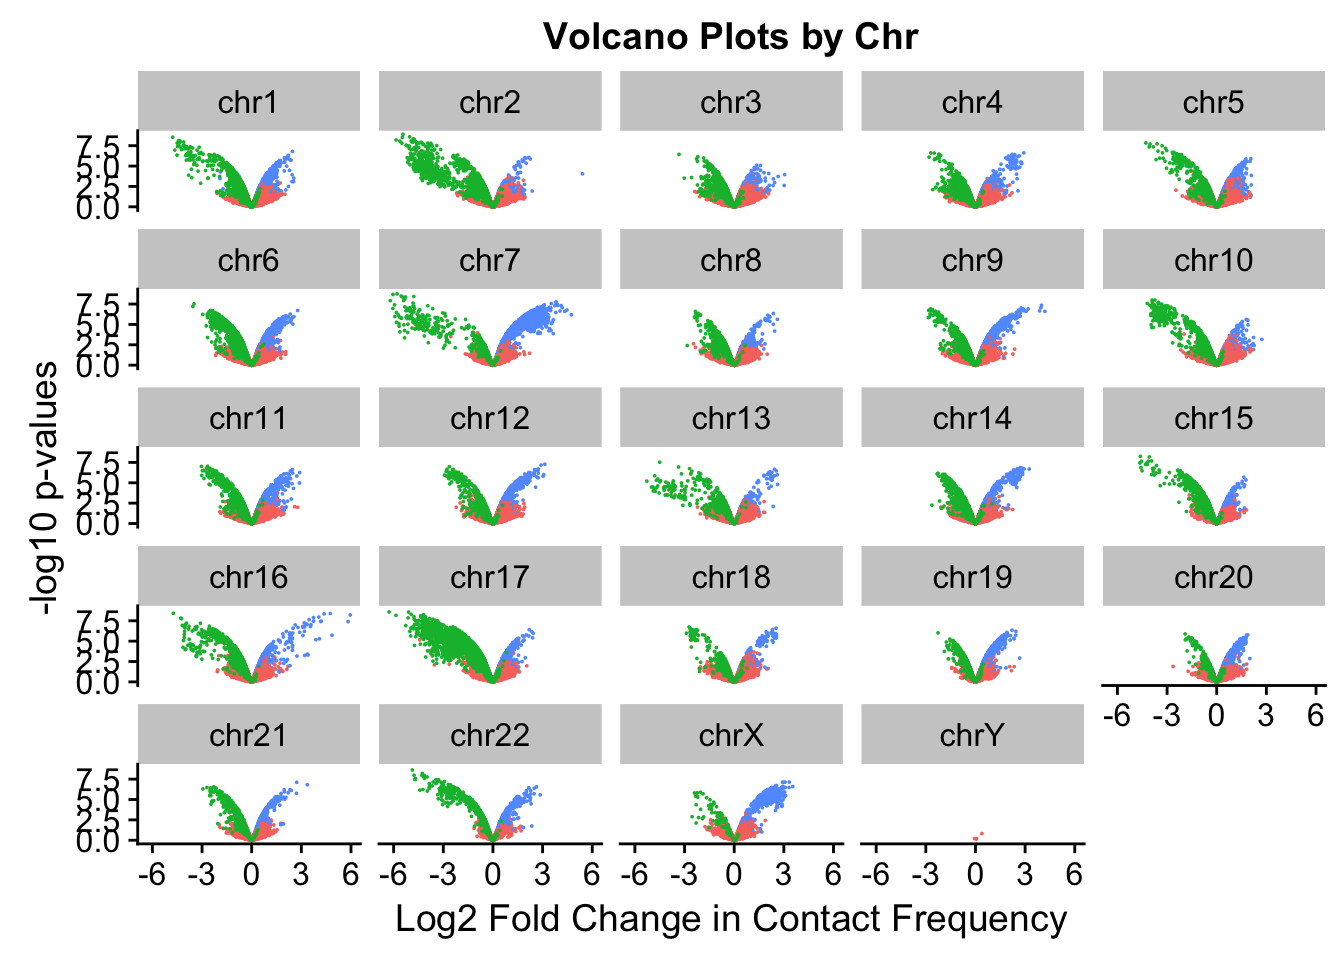 Volcano Plots by Chr
chr1 chr2 chr3 chr4 chr5
7.5
5.0
2.5
0.0
chr6 chr7 chr8 chr9 chr10
7.5
5.0
2.5
0.0
chr11 chr12 chr13 chr14 chr15
7.5
5.0
2.5
0.0
chr16 chr17 chr18 chr19 chr20
7.5
5.0
2.5
0.0
-6 -3 0 3 6
chr21 chr22 chrX chrY
7.5
5.0
2.5
0.0
-6 -3 0 3 6 -6 -3 0 3 6 -6 -3 0 3 6 -6 -3 0 3 6
-log10 p-values
Log2 Fold Change in Contact Frequency